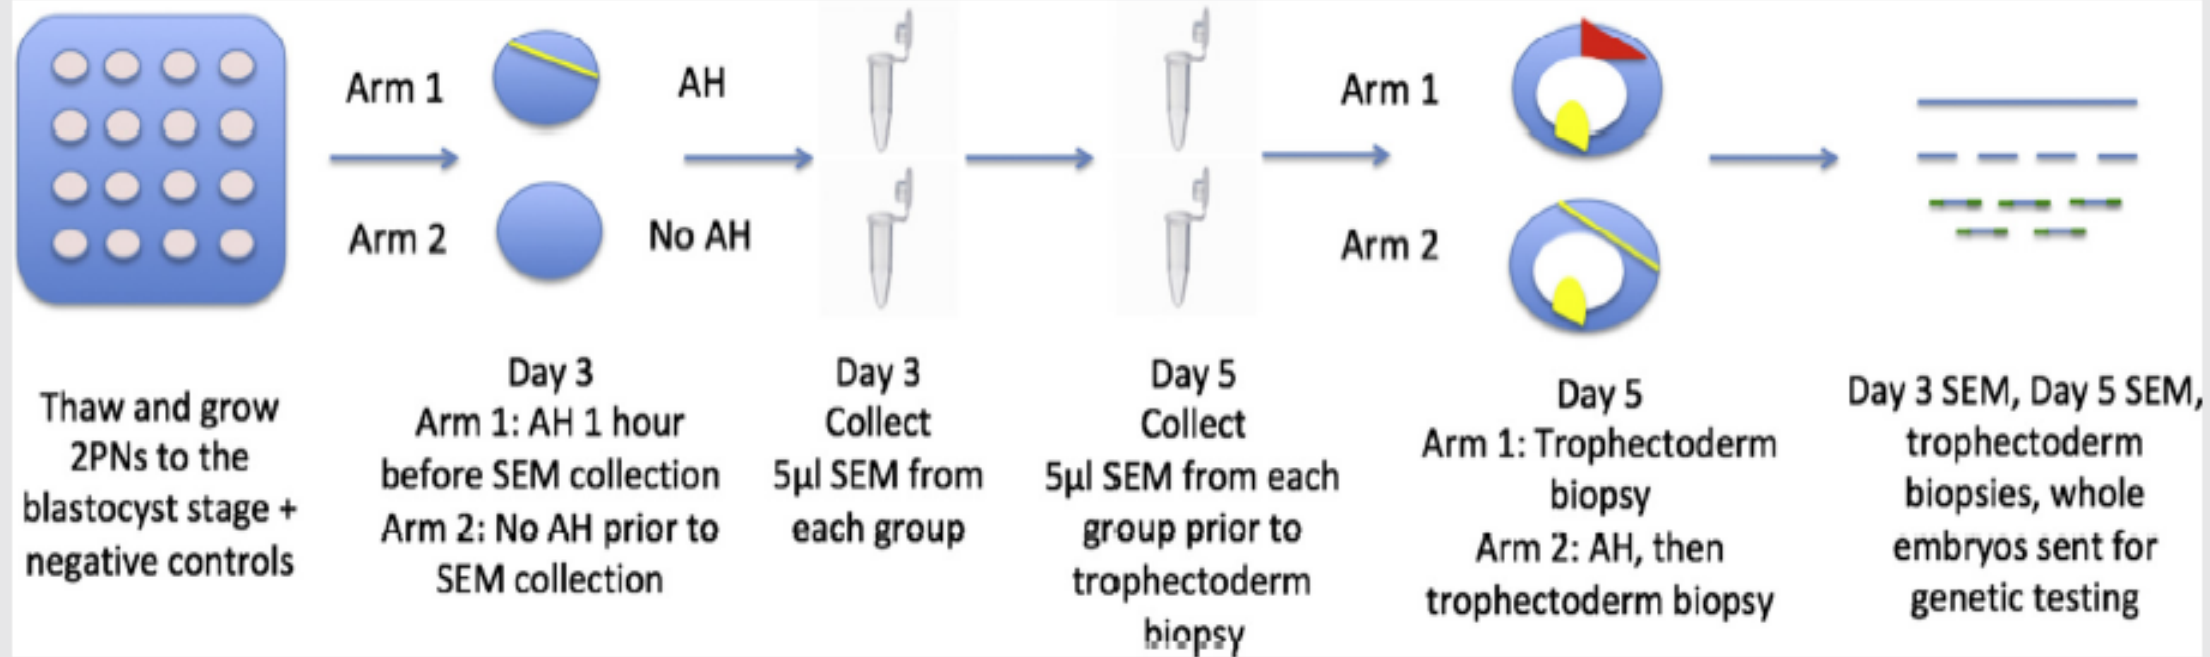 Arm 1
AH
Arm 2
No AH
Arm 1
Arm 2
Thaw and grow
2PNs to the
blastocyst stage +
negative controls
Day 3
Arm 1: AH 1 hour
before SEM collection
Arm 2: No AH prior to
SEM collection
Day 3
Collect
5µl SEM from
each group
Day 5
Collect
5µl SEM from each
group prior to
trophectoderm
biopsy
Day 5
Arm 1: Trophectoderm
biopsy
Arm 2: AH, then
trophectoderm biopsy
Day 3 SEM, Day 5 SEM,
trophectoderm
biopsies, whole
embryos sent for
genetic testing